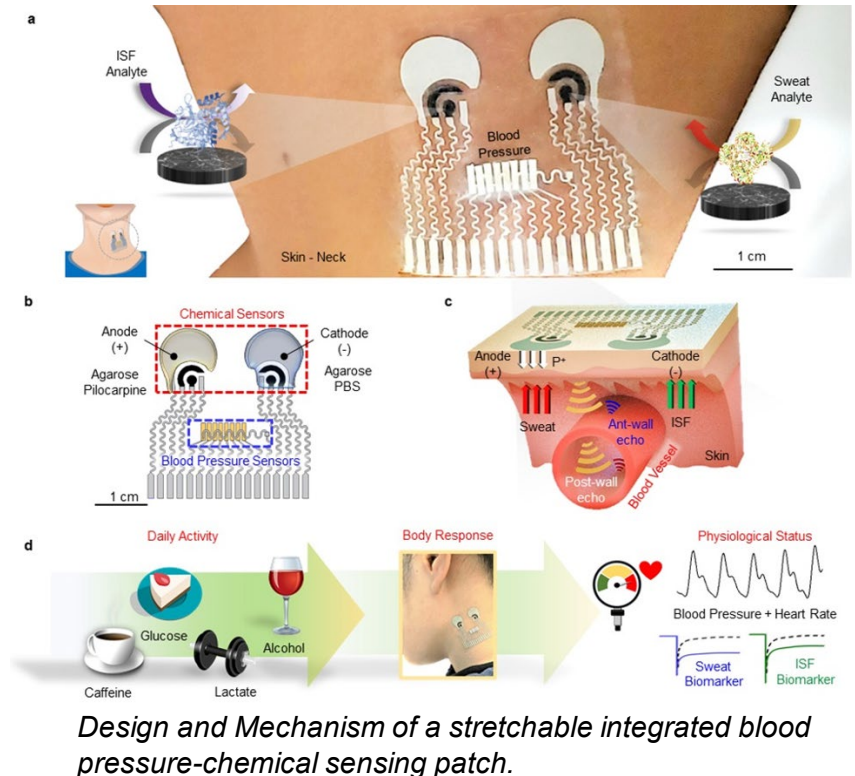 a
ISF
Analyte
Sweat
Analyte
Blood
Pressure
Skin - Neck
1 cm
b
Chemical Sensors
Anode
(+)
Cathode
(-)
Agarose
Pilocarpine
Agarose
PBS
Blood Pressure Sensors
1 cm
c
Anode
(+)
P+
Cathode
(-)
Sweat
Ant-wall
echo
ISF
Post-wall
echo
Blood Vessel
Skin
d
Daily Activity
Body Response
Physiological Status
Glucose
Alcohol
Caffeine
Lactate
Blood Pressure + Heart Rate
Sweat
Biomarker
ISF
Biomarker
Design and Mechanism of a stretchable integrated blood
pressure-chemical sensing patch.